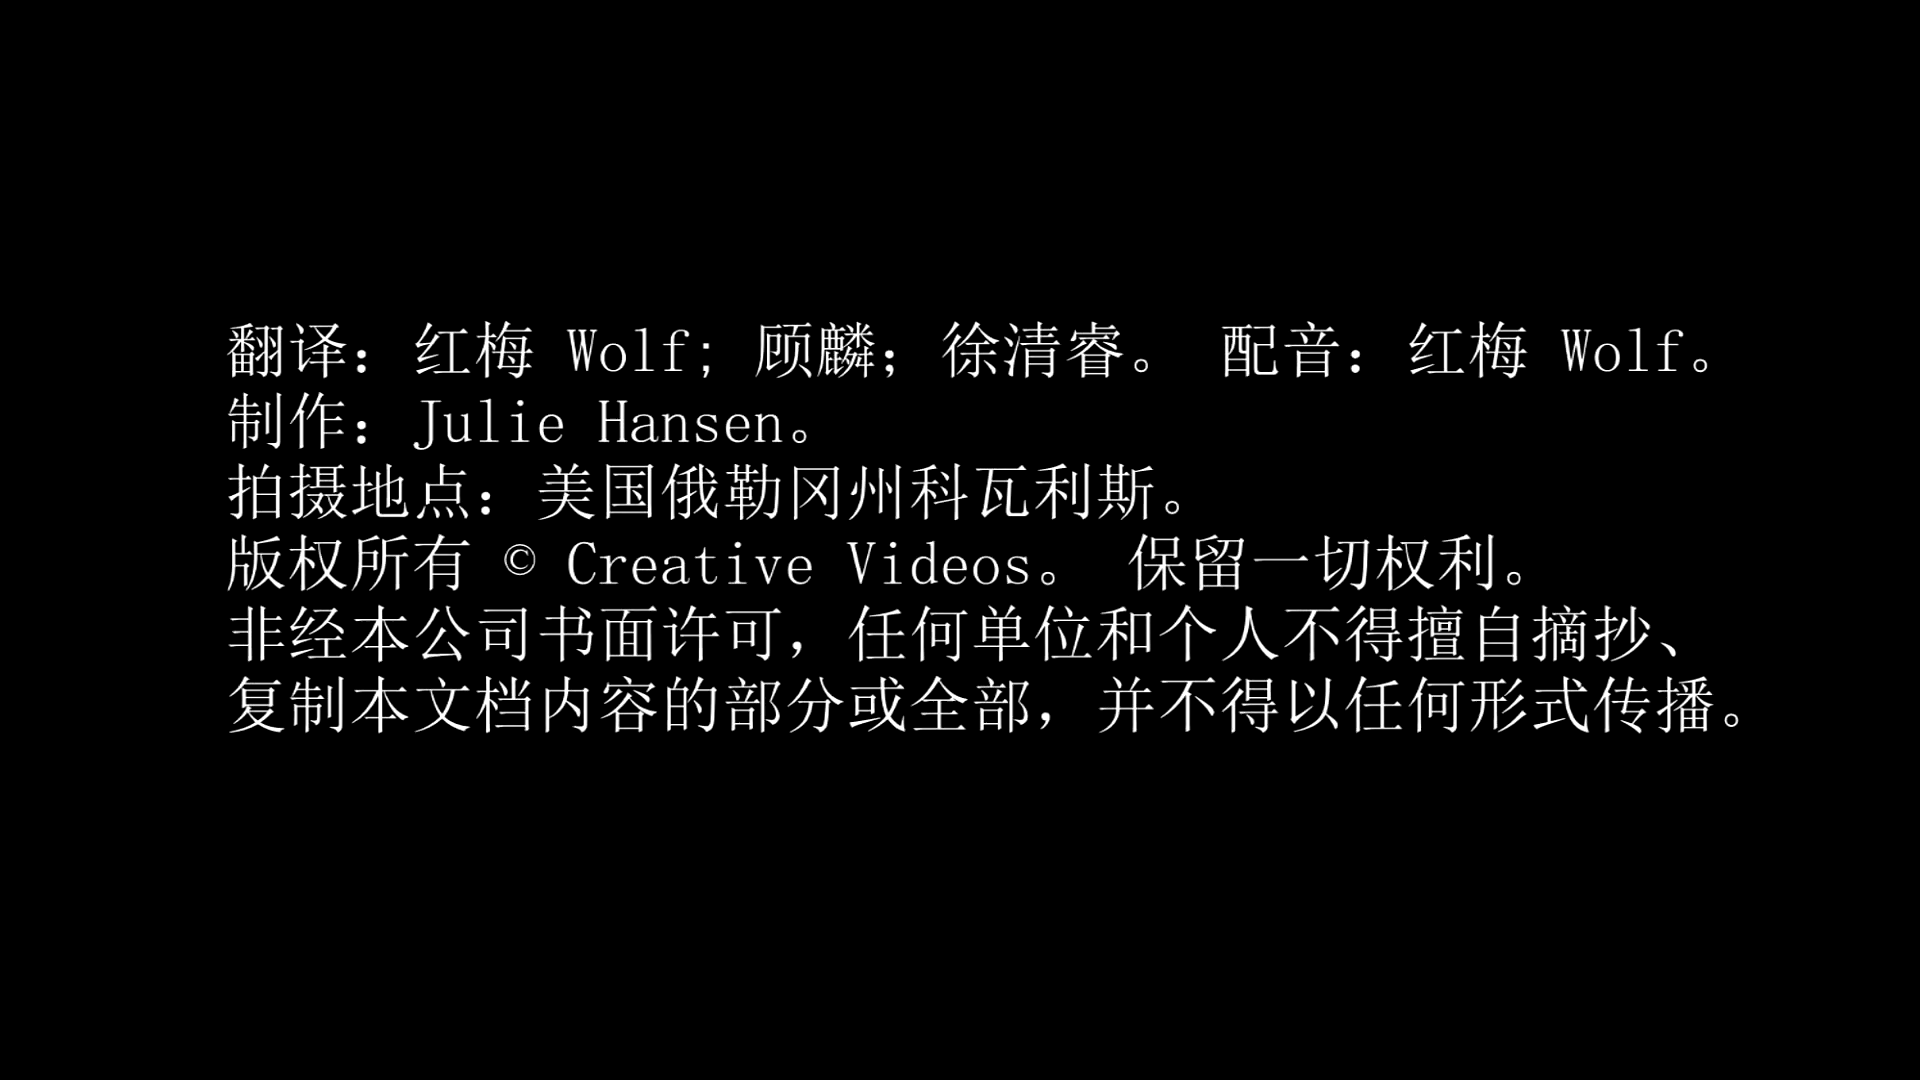 翻译：红梅 Wolf; 顾麟；徐清睿。 配音：红梅 Wolf。
制作：Julie Hansen。
拍摄地点：美国俄勒冈州科瓦利斯。
版权所有 © Creative Videos。 保留一切权利。
非经本公司书面许可，任何单位和个人不得擅自摘抄、
复制本文档内容的部分或全部，并不得以任何形式传播。